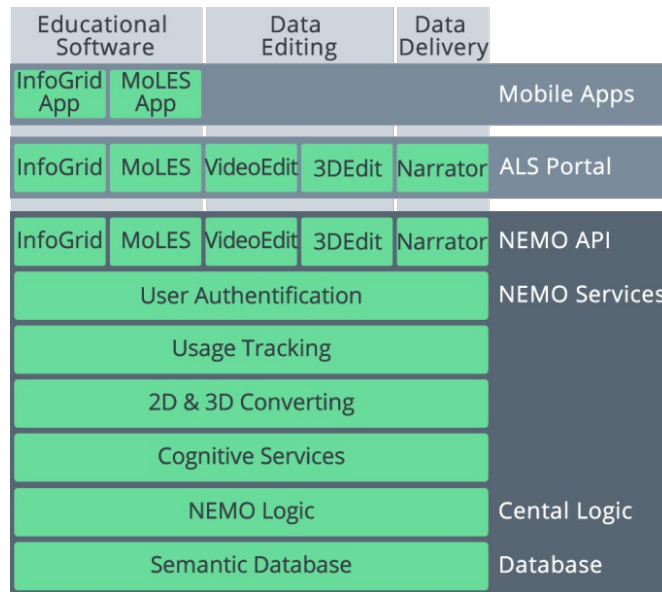 Educational
Software
Data
Editing
Data
Delivery
InfoGrid
App
MoLES
App
Mobile Apps
InfoGrid
MoLES
VideoEdit
3DEdit
Narrator
ALS Portal
InfoGrid
MoLES
VideoEdit
3DEdit
Narrator
NEMO API
User Authentification
NEMO Services
Usage Tracking
2D & 3D Converting
Cognitive Services
NEMO Logic
Cental Logic
Semantic Database
Database